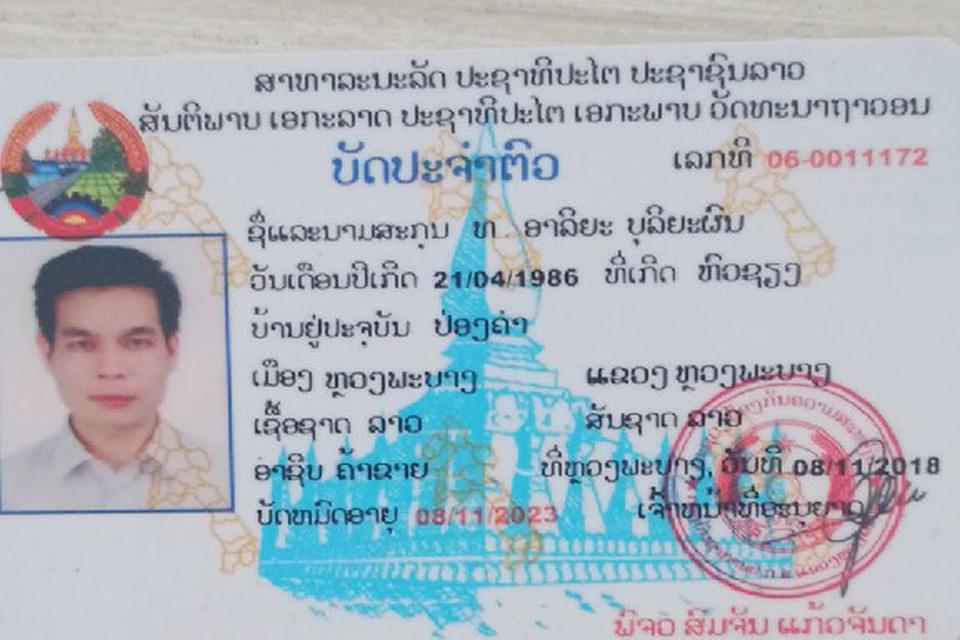 ສາທາລະນະລັດ ປະຊາທິປະໄຕ ປະຊາຊົນລາວ
ສັນຕິພາບ ເອກະລາດ ປະຊາທິປະໄຕ ເອກະພາບ ວັດທະນາຖາວອນ
ບັດປະຈຳຕົວ ເລກທີ 06-0011172
ຊື່ແລະນາມສະກຸນ ທ . ອາລິຍະ ບຸລິຍະຜົນ
ວັນເດືອນປີເກີດ 21/04/1986 ທີ່ເກີດ ຫົວຊຽງ
ບ້ານຢູ່ປະຈຸບັນ ປ່ອງຄຳ
ເມືອງ ຫຼວງພະບາງ ແຂວງ ຫຼວງພະບາງ
ເຊື້ອຊາດ ລາວ ສັນຊາດ ລາວ
ອາຊີບ ຄ້າຂາຍ ທີ່ຫຼວງພະບາງ, ວັນທີ 08/11/2018
ບັດຫມົດອາຍຸ 08/11/2023 ເຈົ້າຫນ້າທີ່ອະນຸຍາດ
ພິຈວ ສົມຈັນ ແກ້ວຈັນດາ